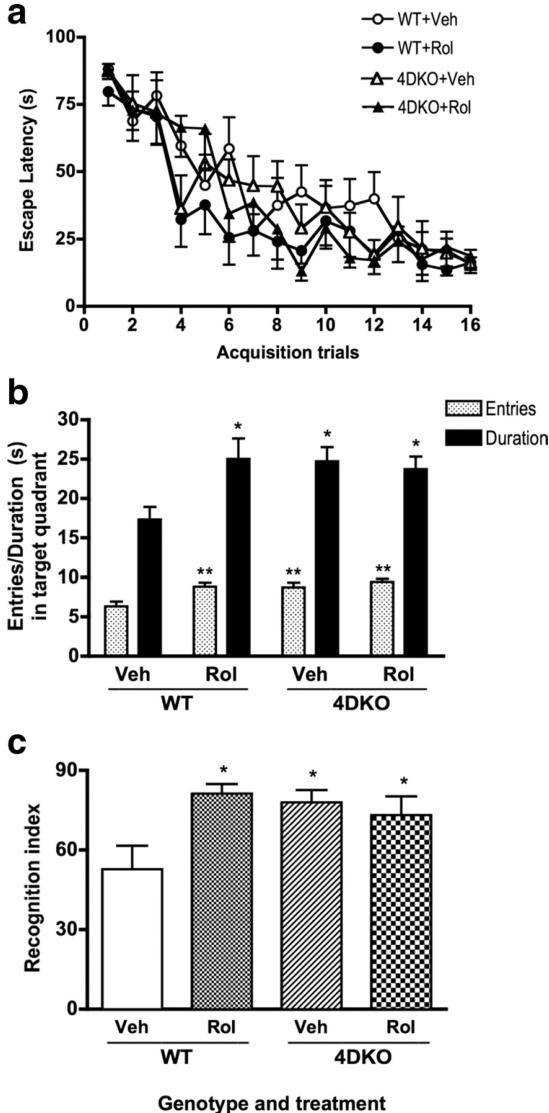 a
WT+Veh
WT+Rol
4DKO+Veh
4DKO+Rol
100
75
50
25
0
Escape Latency (s)
0 2 4 6 8 10 12 14 16
Acquisition trials
b
Entries
Duration
30
25
20
15
10
5
0
Entries/Duration (s)
in target quadrant
* * *
** ** **
Veh Rol Veh Rol
WT 4DKO
c
90
60
30
0
Recognition index
* * *
Veh Rol Veh Rol
WT 4DKO
Genotype and treatment